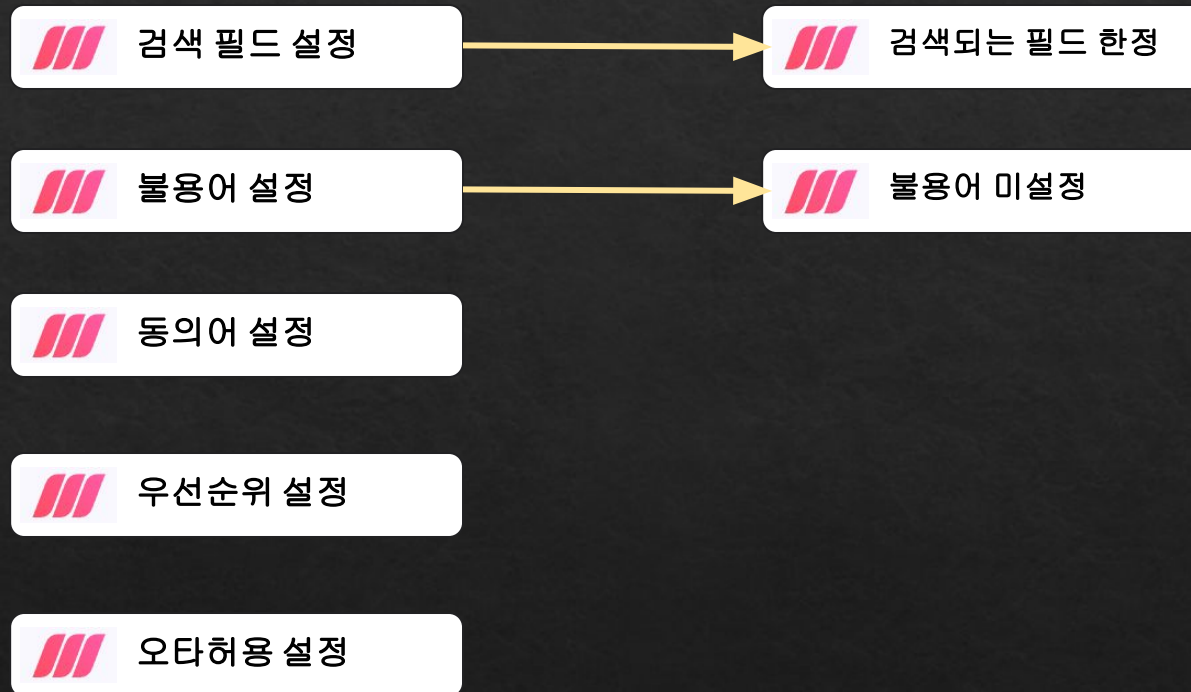 검색 필드 설정
검색되는 필드 한정
불용어 설정
불용어 미설정
동의어 설정
우선순위 설정
오타허용 설정